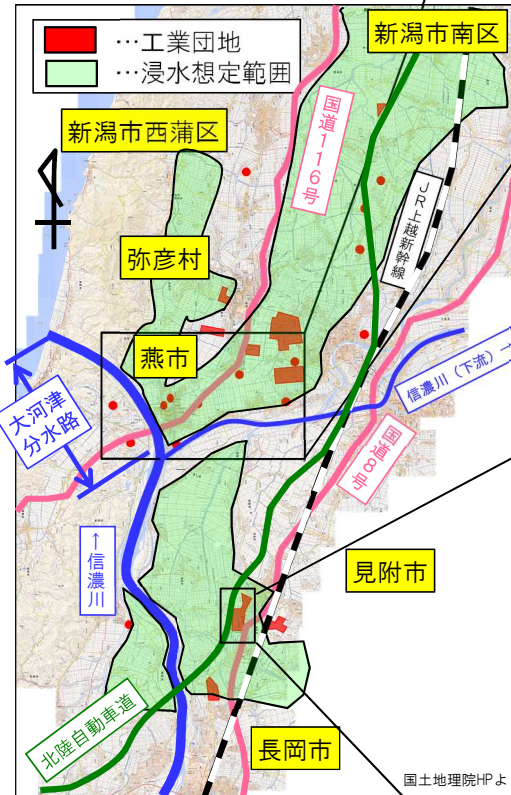 …工業団地
…浸水想定範囲
新潟市南区
新潟市西蒲区
国道116号
JR上越新幹線
弥彦村
燕市
大河津
分水路
信濃川（下流）→
国道8号
↑信濃川
見附市
北陸自動車道
長岡市
国土地理院HPよ